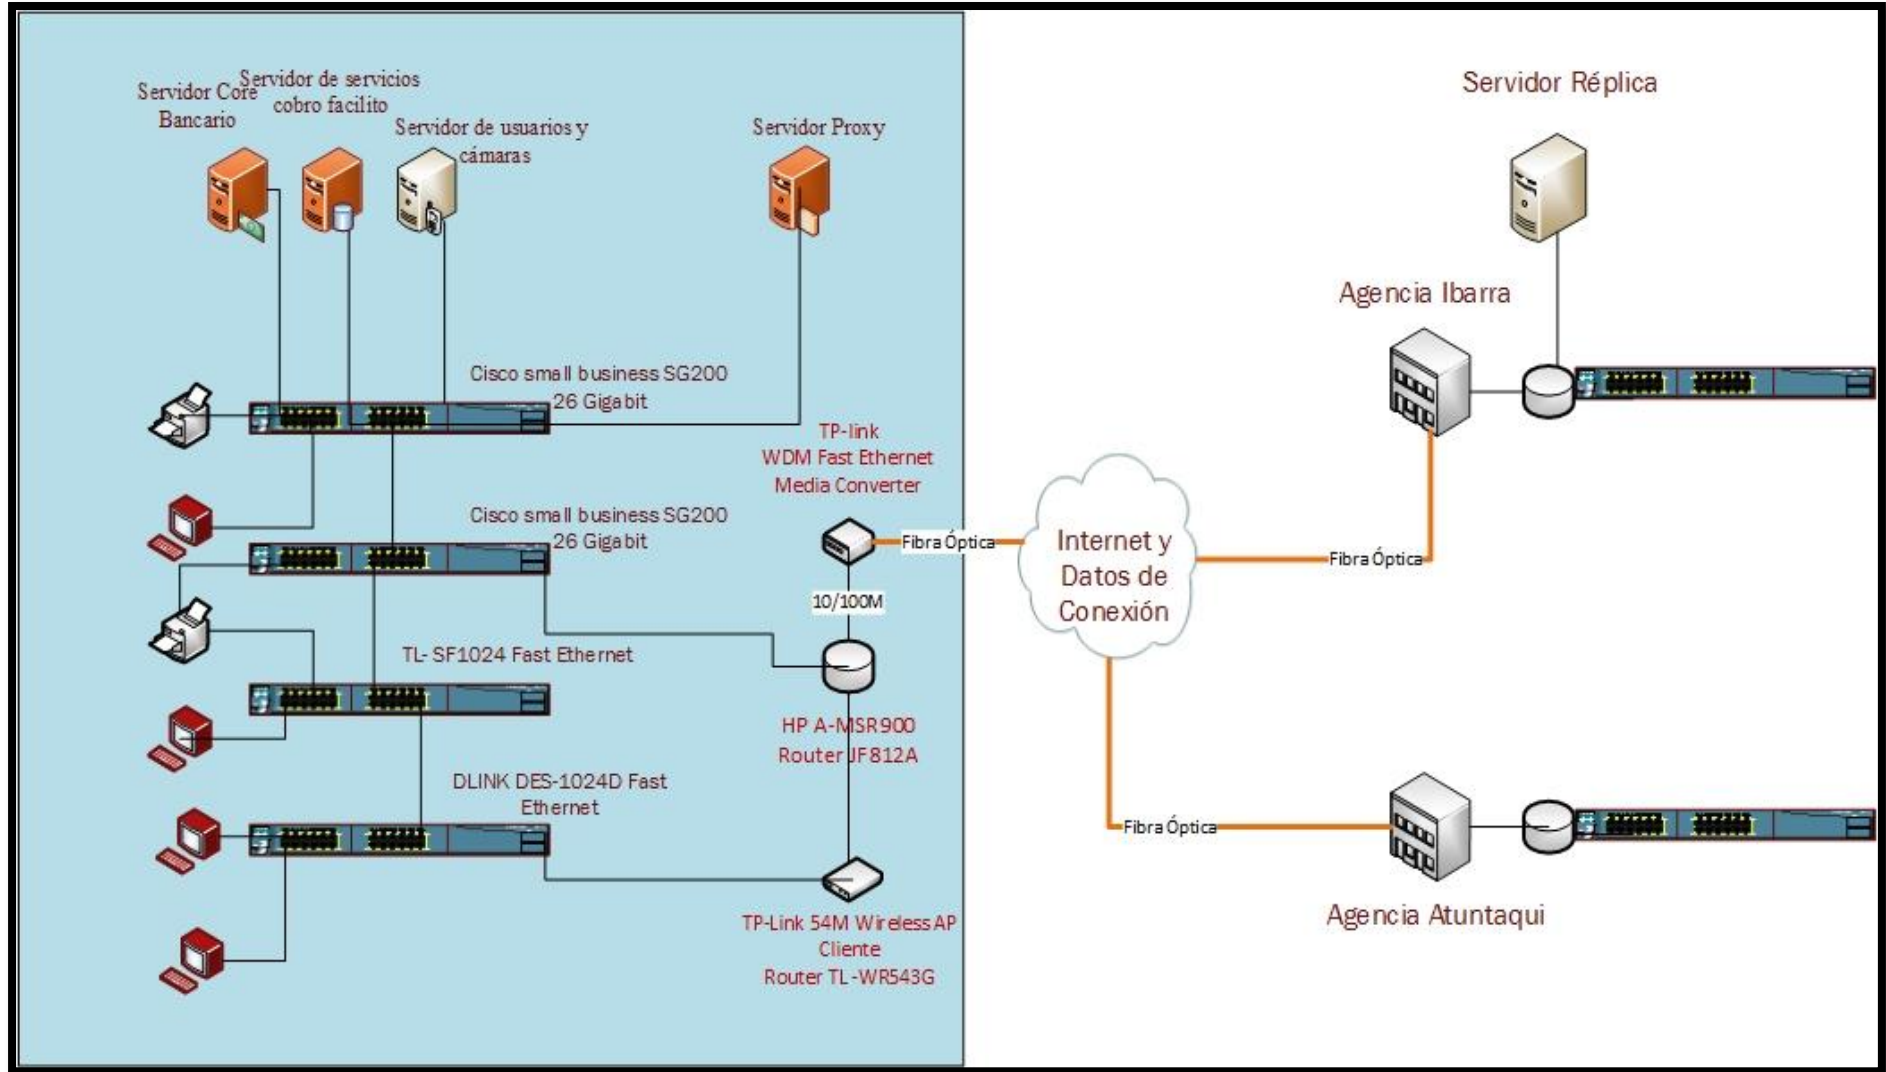 Servidor Core
Bancario
Servidor de servicios
cobro facilito
Servidor de usuarios y
cámaras
Servidor Proxy
Servidor Réplica
Agencia Ibarra
Cisco small business SG200
26 Gigabit
TP-link
WDM Fast Ethernet
Media Converter
Cisco small business SG200
26 Gigabit
Fibra Óptica
Internet y
Datos de
Conexión
Fibra Óptica
10/100M
TL- SF1024 Fast Ethernet
HP A-MSR900
Router JF812A
DLINK DES-1024D Fast
Ethernet
Fibra Óptica
Agencia Atuntaqui
TP-Link 54M Wireless AP
Cliente
Router TL -WR543G